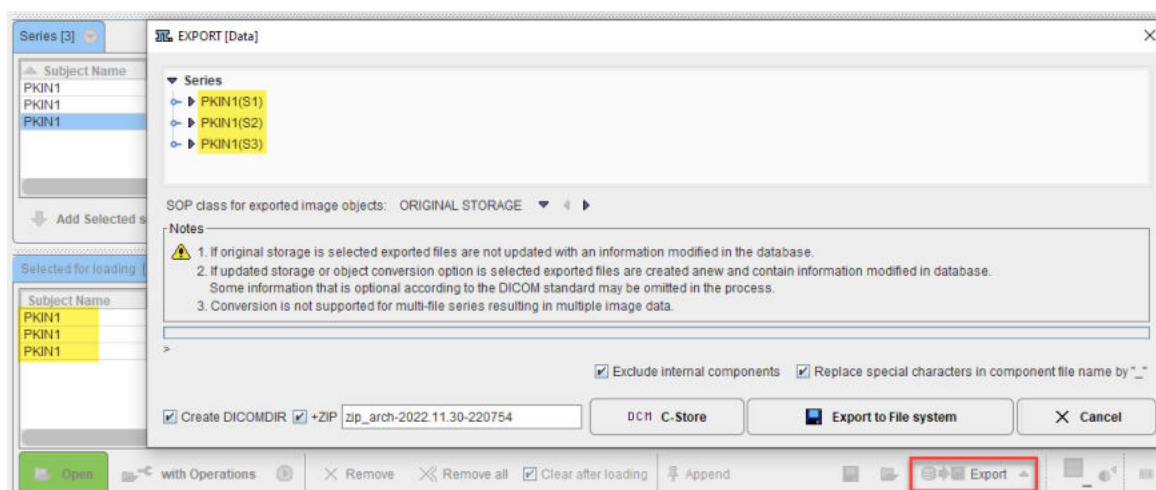 Series [3]
EXPORT [Data]
Subject Name
PKIN1
PKIN1
PKIN1
Series
PKIN1(S1)
PKIN1(S2)
PKIN1(S3)
SOP class for exported image objects: ORIGINAL STORAGE
Add Selected s
Notes
1. If original storage is selected exported files are not updated with an information modified in the database.
2. If updated storage or object conversion option is selected exported files are created anew and contain information modified in database.
Some information that is optional according to the DICOM standard may be omitted in the process.
3. Conversion is not supported for multi-file series resulting in multiple image data.
Selected for loading [
Subject Name
PKIN1
PKIN1
PKIN1
>
Exclude internal components Replace special characters in component file name by "_"
Create DICOMDIR +ZIP zip_arch-2022.11.30-220754 DCM C-Store Export to File system Cancel
Open with Operations Remove Remove all Clear after loading Append Export